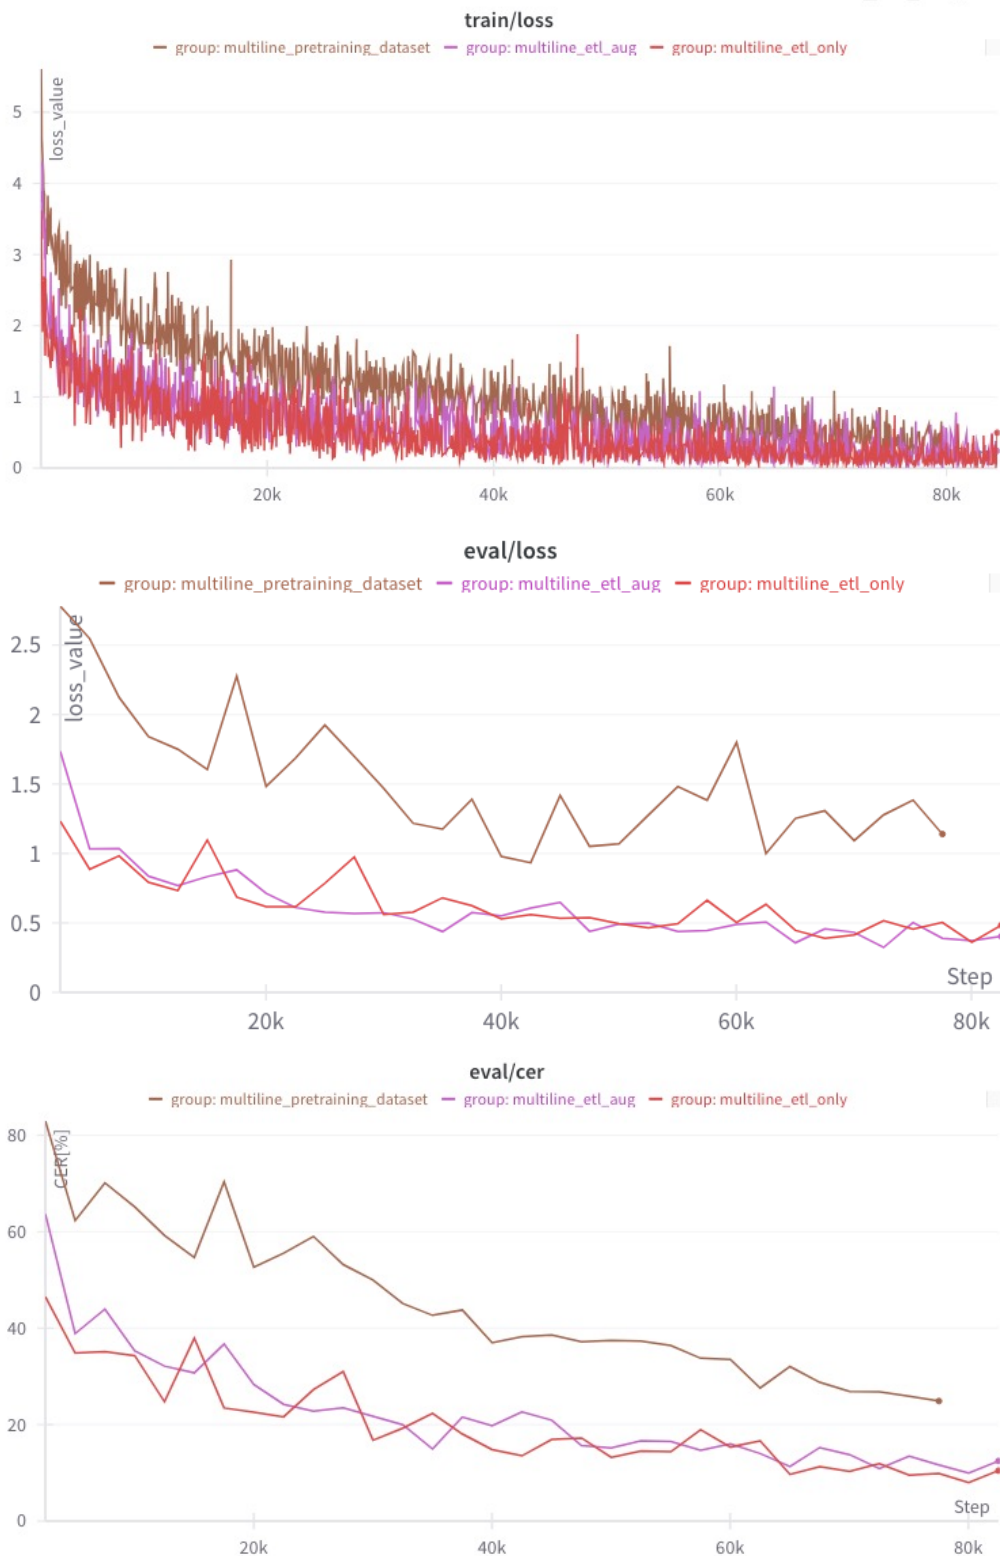 train/loss
group: multiline_pretraining_dataset group: multiline_etl_aug group: multiline_etl_only
loss_value
5
4
3
2
1
0
20k 40k 60k 80k
eval/loss
group: multiline_pretraining_dataset group: multiline_etl_aug group: multiline_etl_only
loss_value
2.5
2
1.5
1
0.5
0
Step
20k 40k 60k 80k
eval/cer
group: multiline_pretraining_dataset group: multiline_etl_aug group: multiline_etl_only
CER[%]
80
60
40
20
0
Step
20k 40k 60k 80k